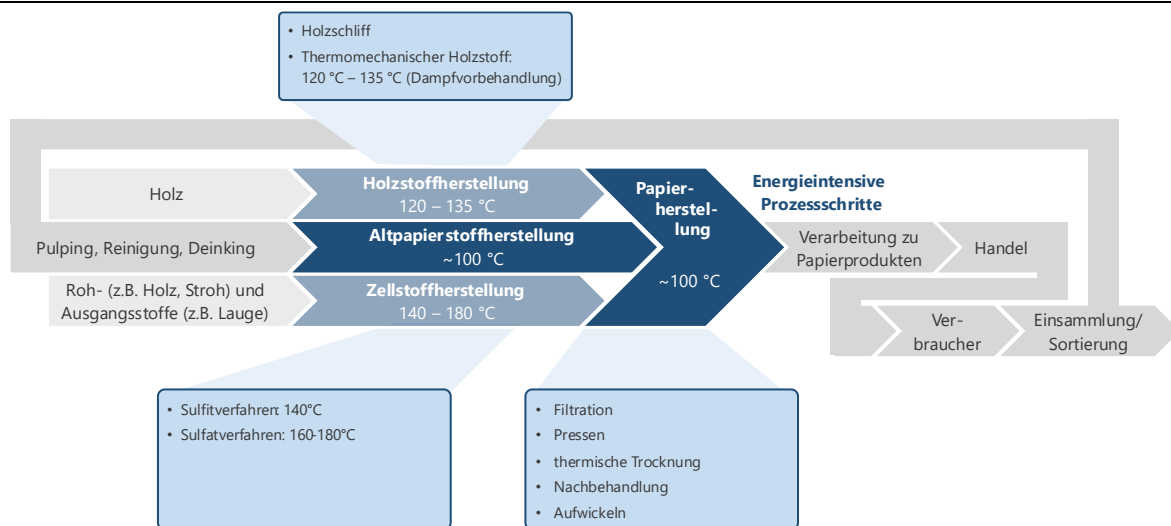 • Holzschliff
• Thermomechanischer Holzstoff:
120 °C – 135 °C (Dampfvorbehandlung)
Holz
Holzstoffherstellung
120 – 135 °C
Pulping, Reinigung, Deinking
Altpapierstoffherstellung
~100 °C
Roh- (z.B. Holz, Stroh) und
Ausgangsstoffe (z.B. Lauge)
Zellstoffherstellung
140 – 180 °C
Papier-
herstel-
lung
~100 °C
Energieintensive
Prozessschritte
Verarbeitung zu
Papierprodukten
Handel
Ver-
braucher
Einsammlung/
Sortierung
• Sulfitverfahren: 140°C
• Sulfatverfahren: 160-180°C
• Filtration
• Pressen
• thermische Trocknung
• Nachbehandlung
• Aufwickeln